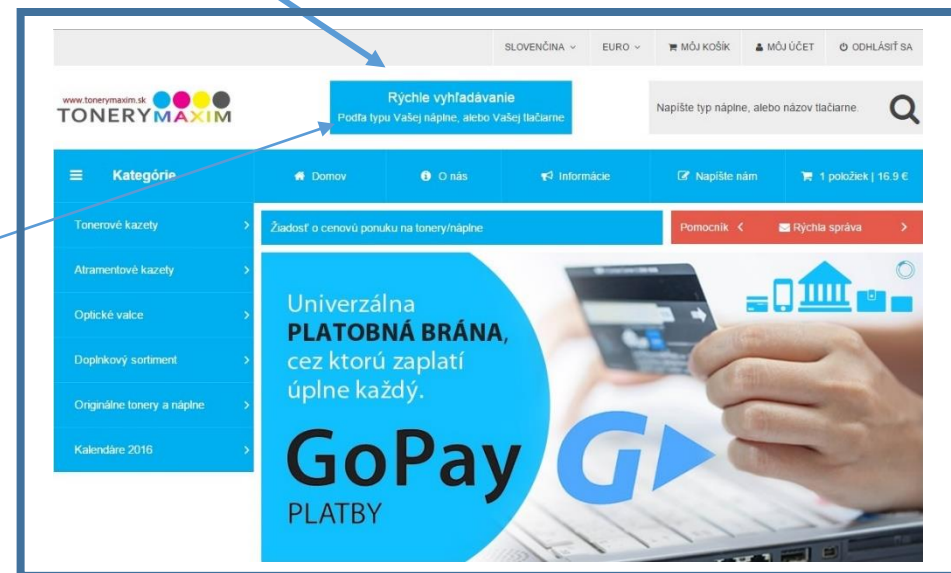 SLOVENČINA
EURO
MÔJ KOŠÍK
MÔJ ÚČET
ODHLÁSIŤ SA
www.tonerymaxim.sk
TONERYMAXIM
Rýchle vyhľadávanie
Podľa typu Vašej náplne, alebo Vašej tlačiarne
Napíšte typ náplne, alebo názov tlačiarne.
Kategórie
Domov
O nás
Informácie
Napíšte nám
1 položiek | 16.9 €
Tonerové kazety
Atramentové kazety
Optické valce
Doplnkový sortiment
Originálne tonery a náplne
Kalendáre 2016
Žiadosť o cenovú ponuku na tonery/náplne
Pomocník
Rýchla správa
Univerzálna
PLATOBNÁ BRÁNA,
cez ktorú zaplatí
úplne každý.
GoPay
PLATBY